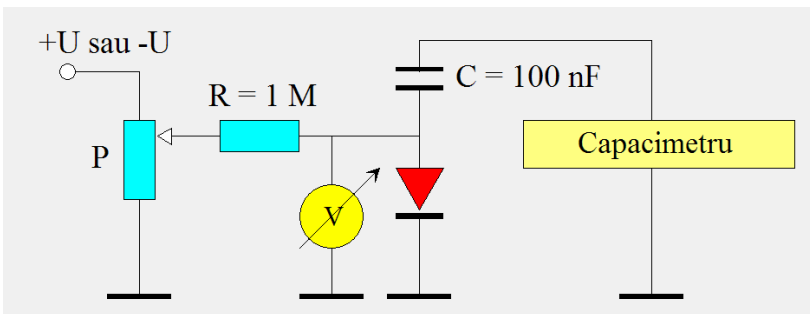 +U sau -U
R = 1 M
C = 100 nF
P
V
Capacimetru